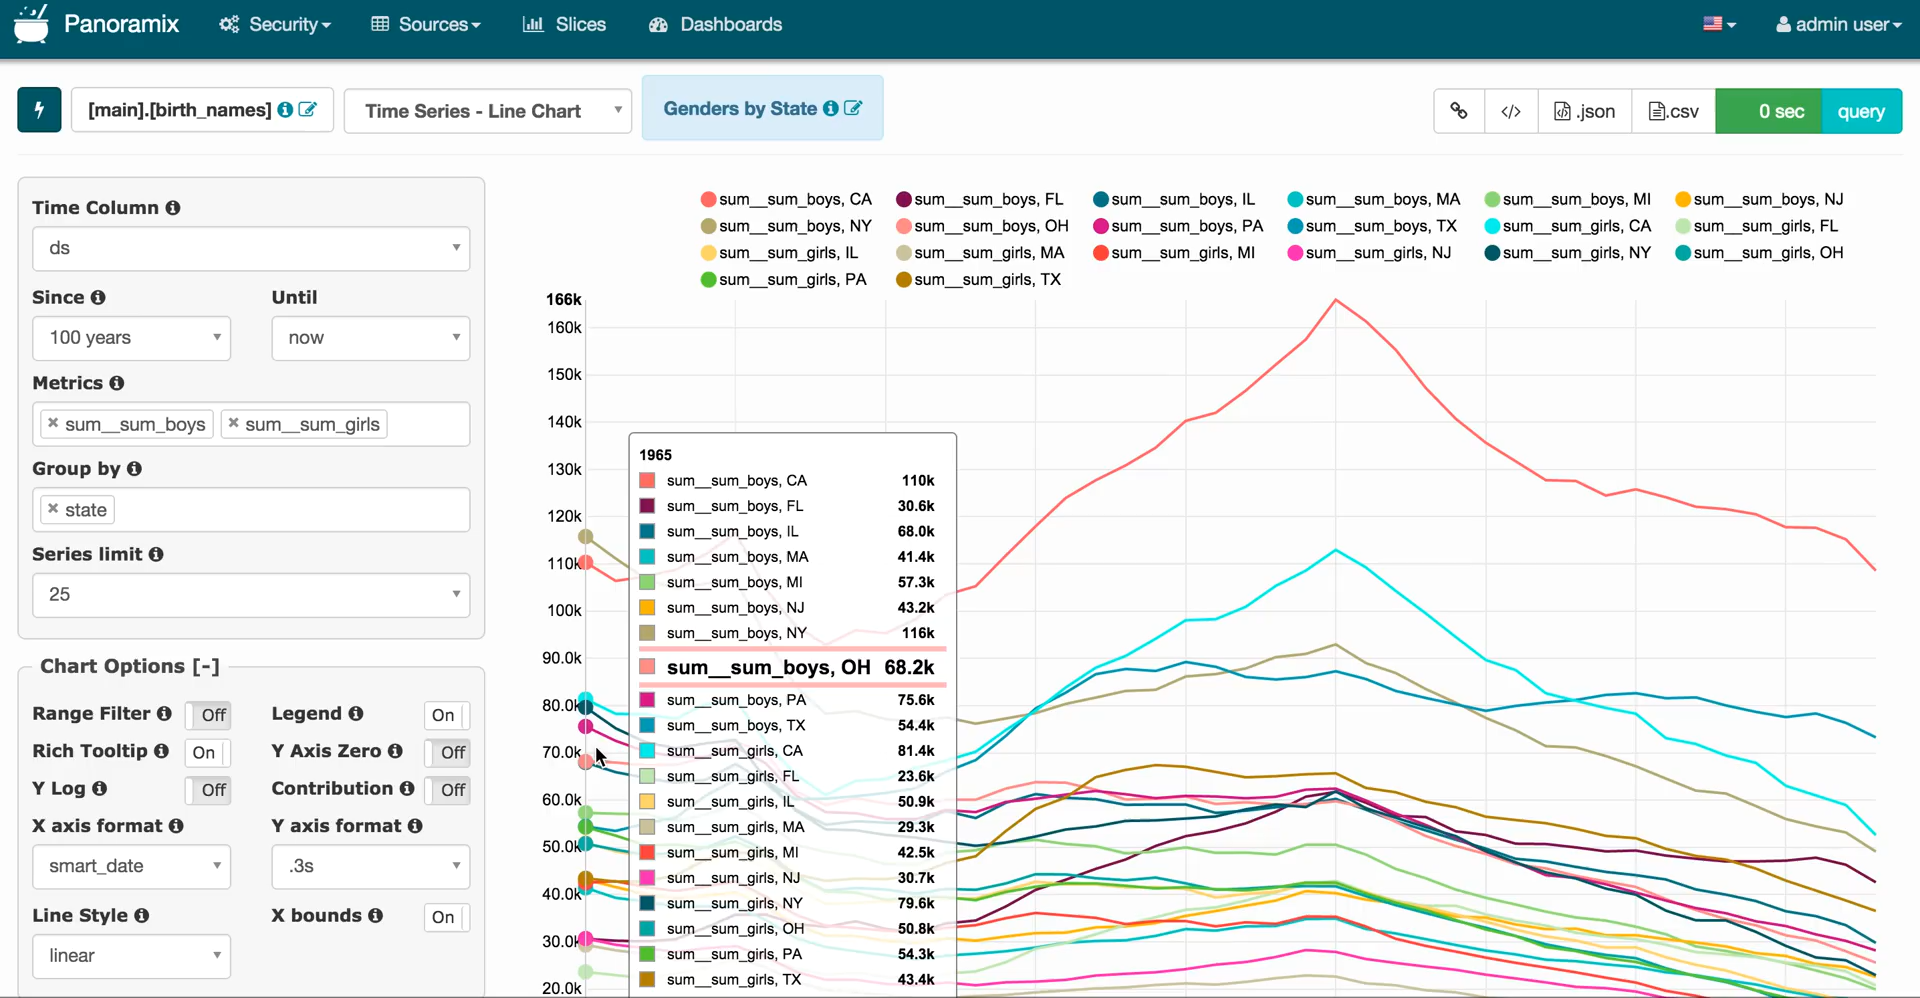 Panoramix Security Sources Slices Dashboards admin user
[main].[birth_names] Time Series - Line Chart Genders by State </> .json .csv 0 sec query
Time Column
ds
Since Until
100 years now
Metrics
× sum__sum_boys × sum__sum_girls
Group by
× state
Series limit
25
Chart Options [-]
Range Filter Off Legend On
Rich Tooltip On Y Axis Zero Off
Y Log Off Contribution Off
X axis format Y axis format
smart_date .3s
Line Style X bounds On
linear
sum__sum_boys, CA sum__sum_boys, FL sum__sum_boys, IL sum__sum_boys, MA sum__sum_boys, MI sum__sum_boys, NJ
sum__sum_boys, NY sum__sum_boys, OH sum__sum_boys, PA sum__sum_boys, TX sum__sum_girls, CA sum__sum_girls, FL
sum__sum_girls, IL sum__sum_girls, MA sum__sum_girls, MI sum__sum_girls, NJ sum__sum_girls, NY sum__sum_girls, OH
sum__sum_girls, PA sum__sum_girls, TX
166k
160k
150k
140k
130k
120k
110k
100k
90.0k
80.0k
70.0k
60.0k
50.0k
40.0k
30.0k
20.0k
1965
sum__sum_boys, CA 110k
sum__sum_boys, FL 30.6k
sum__sum_boys, IL 68.0k
sum__sum_boys, MA 41.4k
sum__sum_boys, MI 57.3k
sum__sum_boys, NJ 43.2k
sum__sum_boys, NY 116k
sum__sum_boys, OH 68.2k
sum__sum_boys, PA 75.6k
sum__sum_boys, TX 54.4k
sum__sum_girls, CA 81.4k
sum__sum_girls, FL 23.6k
sum__sum_girls, IL 50.9k
sum__sum_girls, MA 29.3k
sum__sum_girls, MI 42.5k
sum__sum_girls, NJ 30.7k
sum__sum_girls, NY 79.6k
sum__sum_girls, OH 50.8k
sum__sum_girls, PA 54.3k
sum__sum_girls, TX 43.4k